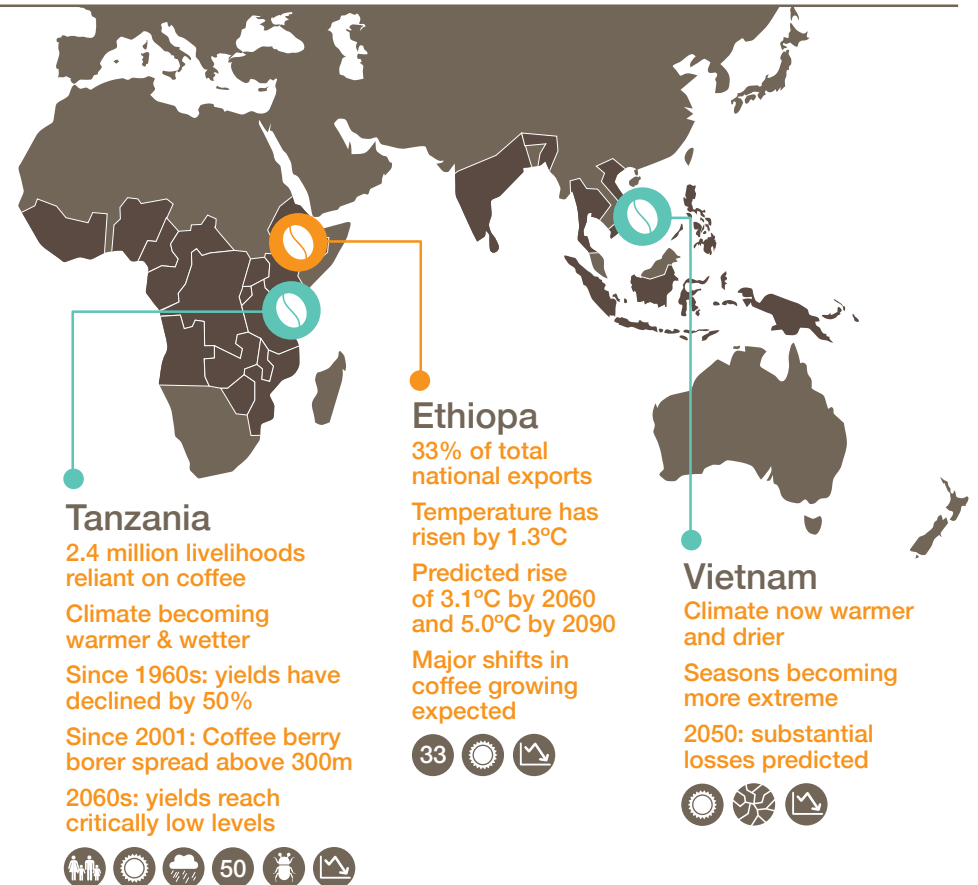 Tanzania
2.4 million livelihoods
reliant on coffee
Climate becoming
warmer & wetter
Since 1960s: yields have
declined by 50%
Since 2001: Coffee berry
borer spread above 300m
2060s: yields reach
critically low levels
50
Ethiopa
33% of total
national exports
Temperature has
risen by 1.3ºC
Predicted rise
of 3.1ºC by 2060
and 5.0ºC by 2090
Major shifts in
coffee growing
expected
33
Vietnam
Climate now warmer
and drier
Seasons becoming
more extreme
2050: substantial
losses predicted